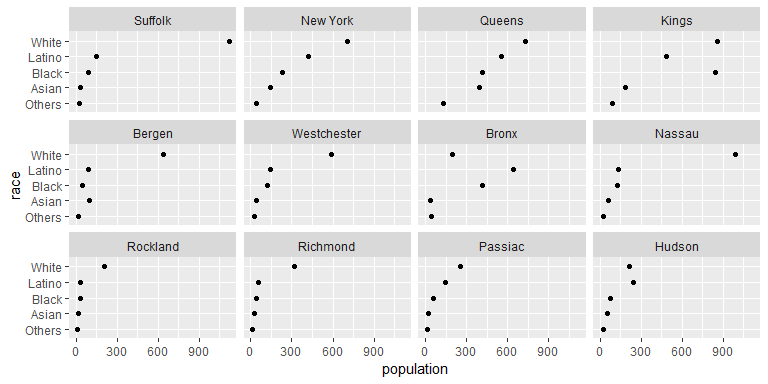 Suffolk New York Queens Kings
White
Latino
Black
Asian
Others
Bergen Westchester Bronx Nassau
White
Latino
Black
Asian
Others
Rockland Richmond Passiac Hudson
White
Latino
Black
Asian
Others
0 300 600 900 0 300 600 900 0 300 600 900 0 300 600 900
population
race